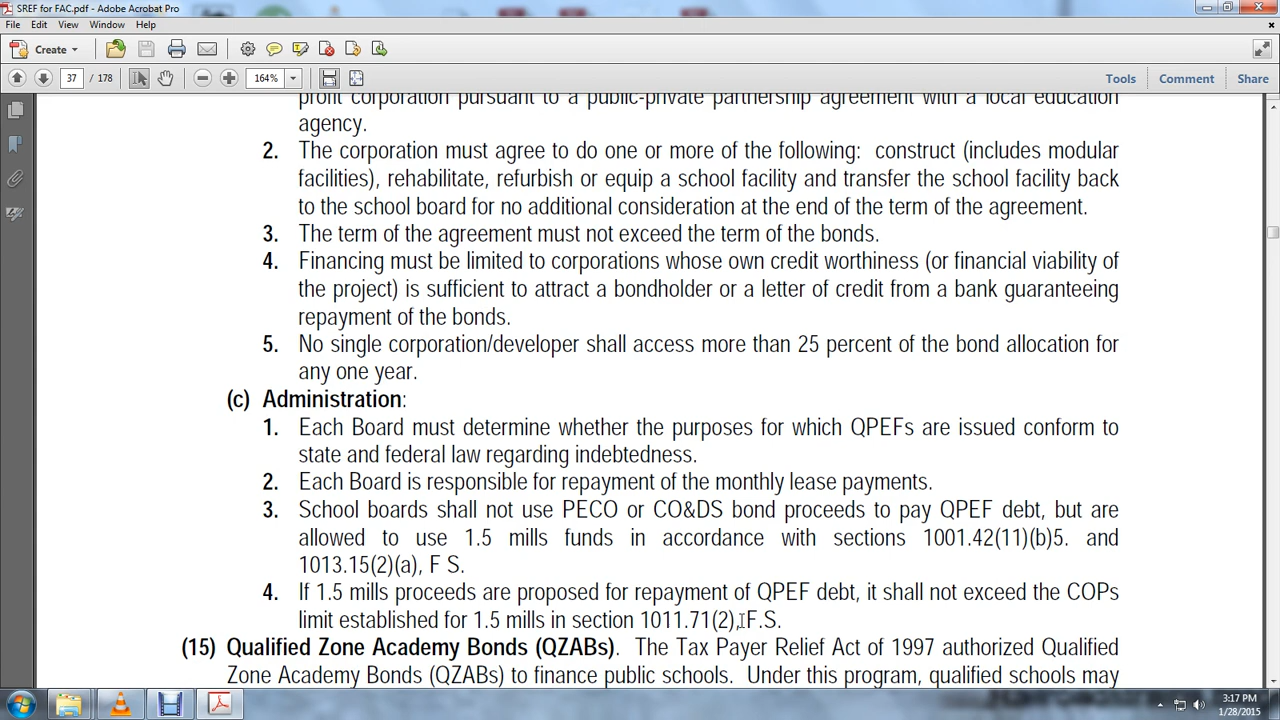 SREF for FAC.pdf - Adobe Acrobat Pro
File Edit View Window Help
Create
37 / 178 164% Tools Comment Share
profit corporation pursuant to a public-private partnership agreement with a local education
agency.
2. The corporation must agree to do one or more of the following: construct (includes modular
facilities), rehabilitate, refurbish or equip a school facility and transfer the school facility back
to the school board for no additional consideration at the end of the term of the agreement.
3. The term of the agreement must not exceed the term of the bonds.
4. Financing must be limited to corporations whose own credit worthiness (or financial viability of
the project) is sufficient to attract a bondholder or a letter of credit from a bank guaranteeing
repayment of the bonds.
5. No single corporation/developer shall access more than 25 percent of the bond allocation for
any one year.
(c) Administration:
1. Each Board must determine whether the purposes for which QPEFs are issued conform to
state and federal law regarding indebtedness.
2. Each Board is responsible for repayment of the monthly lease payments.
3. School boards shall not use PECO or CO&DS bond proceeds to pay QPEF debt, but are
allowed to use 1.5 mills funds in accordance with sections 1001.42(11)(b)5. and
1013.15(2)(a), F S.
4. If 1.5 mills proceeds are proposed for repayment of QPEF debt, it shall not exceed the COPs
limit established for 1.5 mills in section 1011.71(2), F.S.
(15) Qualified Zone Academy Bonds (QZABs). The Tax Payer Relief Act of 1997 authorized Qualified
Zone Academy Bonds (QZABs) to finance public schools. Under this program, qualified schools may
3:17 PM
1/28/2015